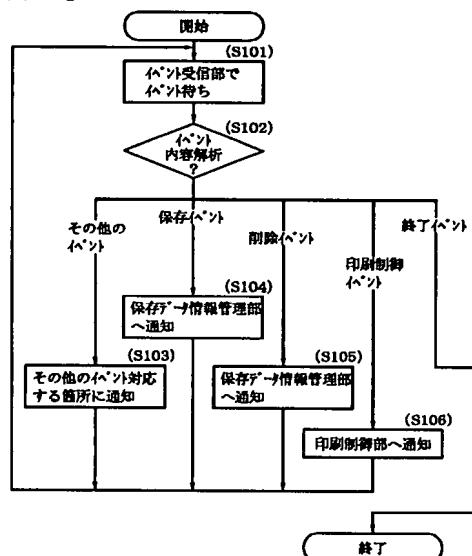 開始
(S101)
イベント受信部で
イベント待ち
(S102)
イベント
内容解析
?
その他の
イベント
保存イベント
削除イベント
印刷制御
イベント
終了イベント
(S104)
保存データ情報管理部
へ通知
(S103)
その他のイベント対応
する箇所に通知
(S105)
保存データ情報管理部
へ通知
(S106)
印刷制御部へ通知
終了